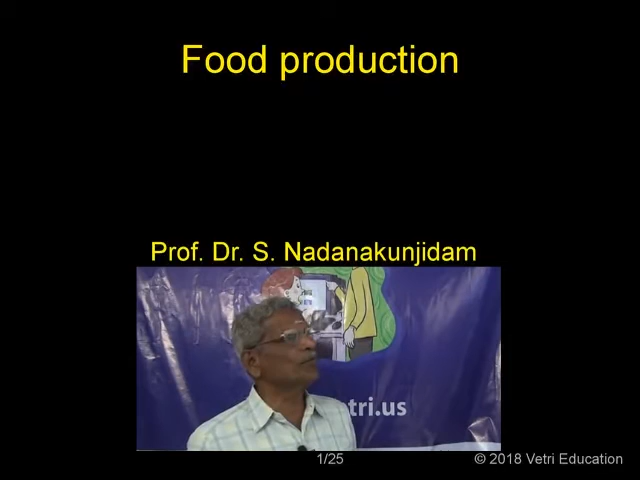 Food production
Prof. Dr. S. Nadanakunjidam
tri.us
1/25
© 2018 Vetri Education